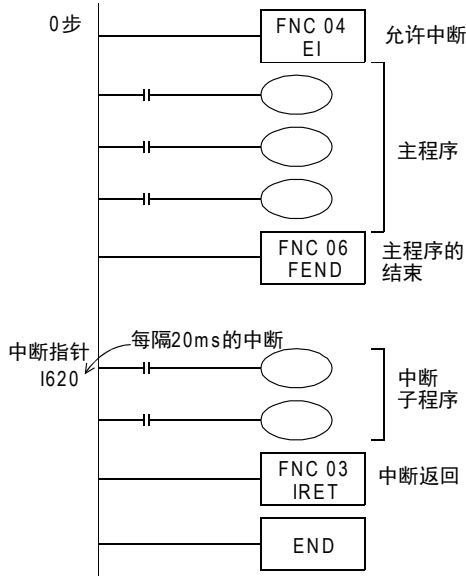 0步
FNC 04
EI
允许中断
主程序
FNC 06
FEND
主程序的
结束
中断指针
I620
每隔20ms的中断
中断
子程序
FNC 03
IRET
中断返回
END